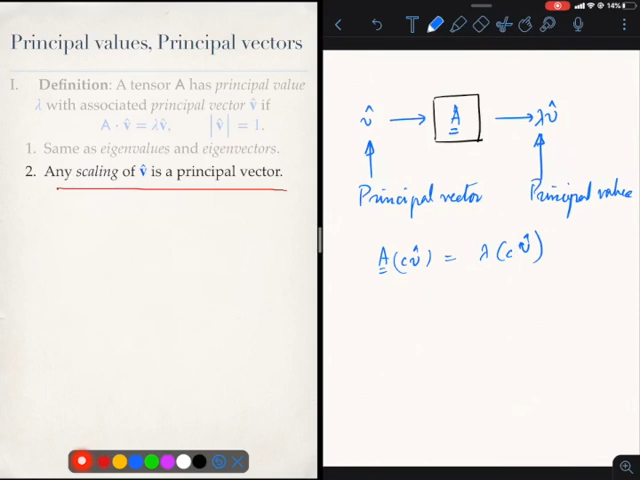 14%
Principal values, Principal vectors
I. Definition: A tensor A has principal value
λ with associated principal vector v̂ if
A · v̂ = λv̂, |v̂| = 1.
1. Same as eigenvalues and eigenvectors.
2. Any scaling of v̂ is a principal vector.
v̂ → A → λv̂
Principal vector Principal value
A(cv̂) = λ(cv̂)